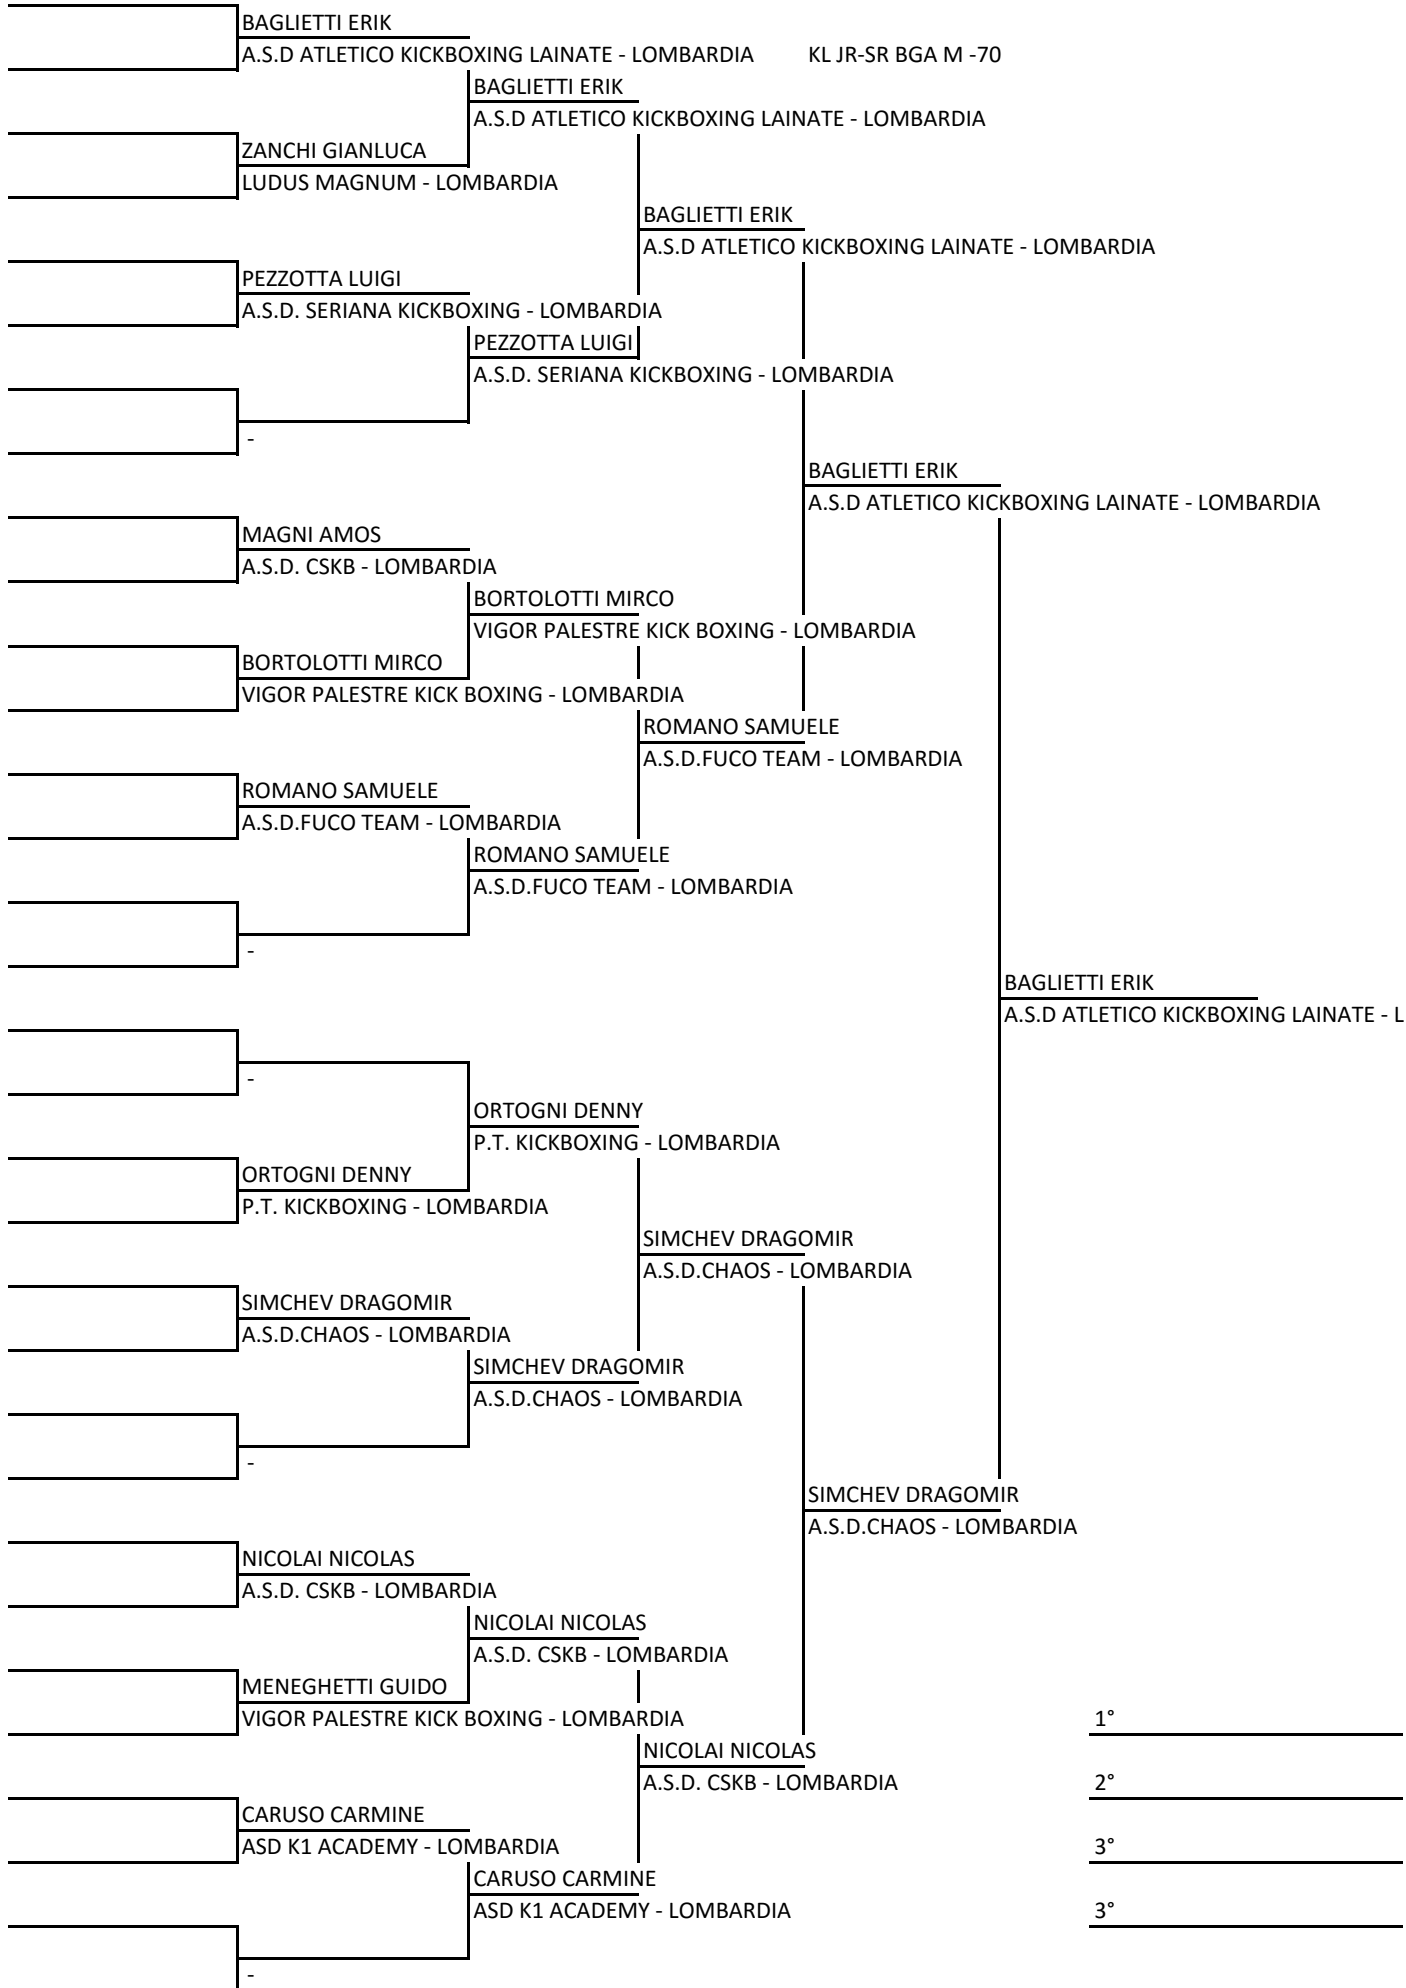 BAGLIETTI ERIK
A.S.D ATLETICO KICKBOXING LAINATE - LOMBARDIA KL JR-SR BGA M -70
BAGLIETTI ERIK
A.S.D ATLETICO KICKBOXING LAINATE - LOMBARDIA
ZANCHI GIANLUCA
LUDUS MAGNUM - LOMBARDIA
BAGLIETTI ERIK
A.S.D ATLETICO KICKBOXING LAINATE - LOMBARDIA
PEZZOTTA LUIGI
A.S.D. SERIANA KICKBOXING - LOMBARDIA
PEZZOTTA LUIGI
A.S.D. SERIANA KICKBOXING - LOMBARDIA
-
BAGLIETTI ERIK
A.S.D ATLETICO KICKBOXING LAINATE - LOMBARDIA
MAGNI AMOS
A.S.D. CSKB - LOMBARDIA
BORTOLOTTI MIRCO
VIGOR PALESTRE KICK BOXING - LOMBARDIA
BORTOLOTTI MIRCO
VIGOR PALESTRE KICK BOXING - LOMBARDIA
ROMANO SAMUELE
A.S.D.FUCO TEAM - LOMBARDIA
ROMANO SAMUELE
A.S.D.FUCO TEAM - LOMBARDIA
ROMANO SAMUELE
A.S.D.FUCO TEAM - LOMBARDIA
-
BAGLIETTI ERIK
A.S.D ATLETICO KICKBOXING LAINATE - L
-
ORTOGNI DENNY
P.T. KICKBOXING - LOMBARDIA
ORTOGNI DENNY
P.T. KICKBOXING - LOMBARDIA
SIMCHEV DRAGOMIR
A.S.D.CHAOS - LOMBARDIA
SIMCHEV DRAGOMIR
A.S.D.CHAOS - LOMBARDIA
SIMCHEV DRAGOMIR
A.S.D.CHAOS - LOMBARDIA
-
SIMCHEV DRAGOMIR
A.S.D.CHAOS - LOMBARDIA
NICOLAI NICOLAS
A.S.D. CSKB - LOMBARDIA
NICOLAI NICOLAS
A.S.D. CSKB - LOMBARDIA
MENEGHETTI GUIDO
VIGOR PALESTRE KICK BOXING - LOMBARDIA
1°
NICOLAI NICOLAS
A.S.D. CSKB - LOMBARDIA
2°
CARUSO CARMINE
ASD K1 ACADEMY - LOMBARDIA
3°
CARUSO CARMINE
ASD K1 ACADEMY - LOMBARDIA
3°
-